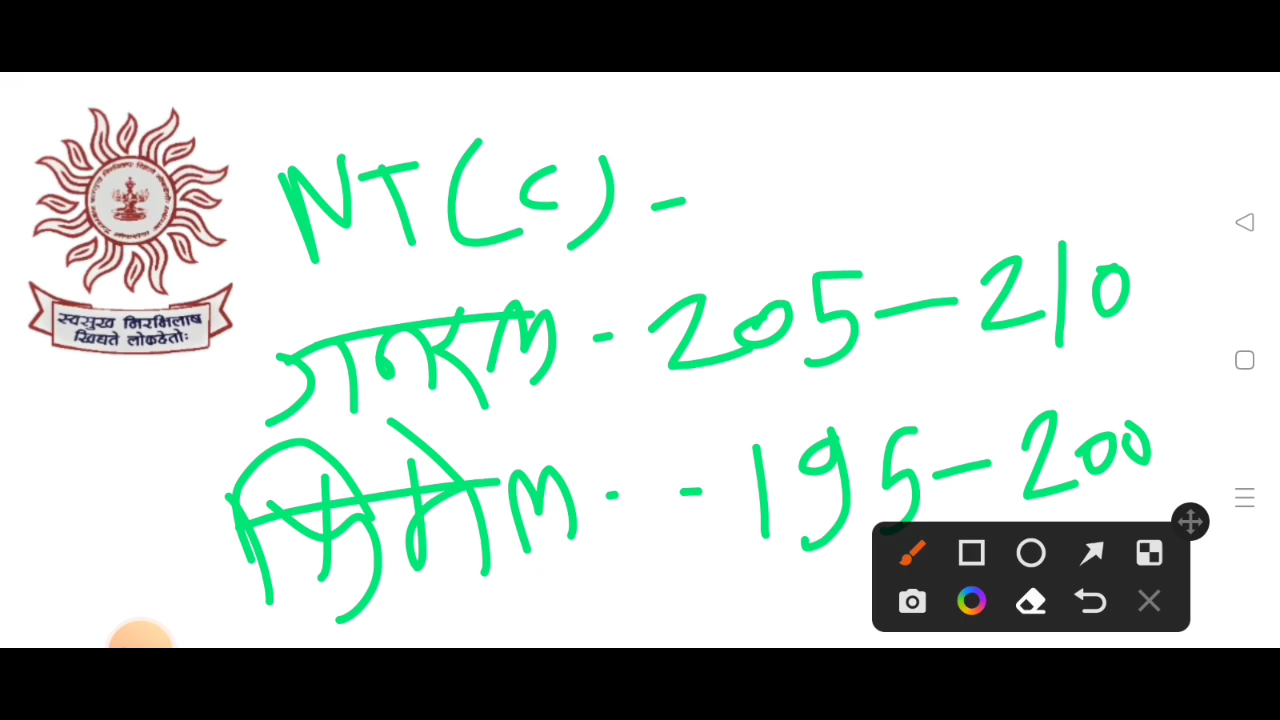 स्वसुख निरभिलाष
खिद्यते लोकहेतोः
NT (C) -
जनरल - 205 - 210
फिमेल - - 195 - 200